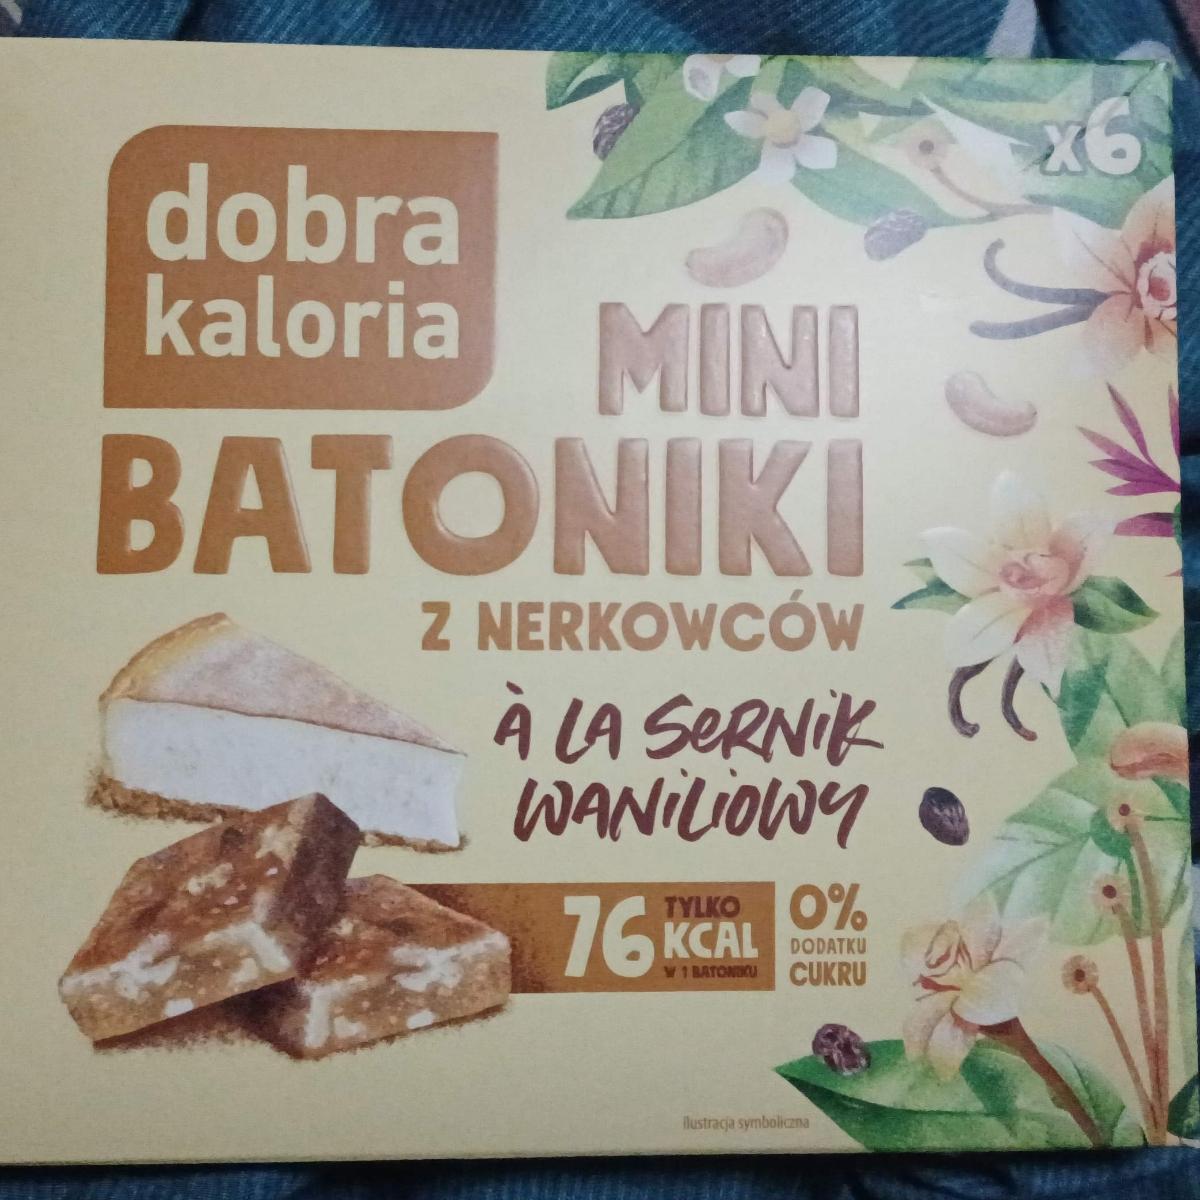 x6
dobra
kaloria
MINI
BATONIKI
Z NERKOWCÓW
À LA SERNIK
WANILIOWY
76 TYLKO
KCAL
W 1 BATONIKU
0%
DODATKU
CUKRU
ilustracja symboliczna